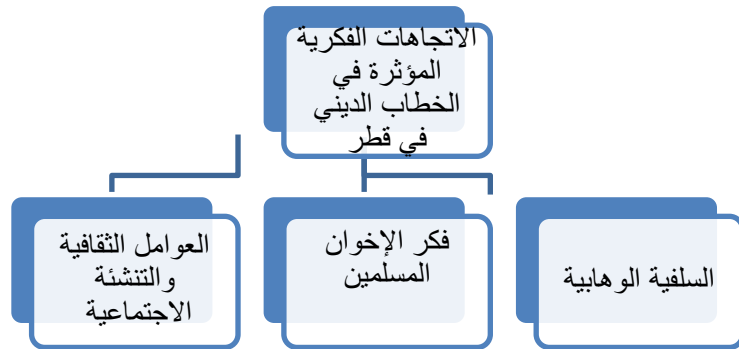 الاتجاهات الفكرية
المؤثرة في
الخطاب الديني
في قطر
السلفية الوهابية
فكر الإخوان
المسلمين
العوامل الثقافية
والتنشئة
الاجتماعية